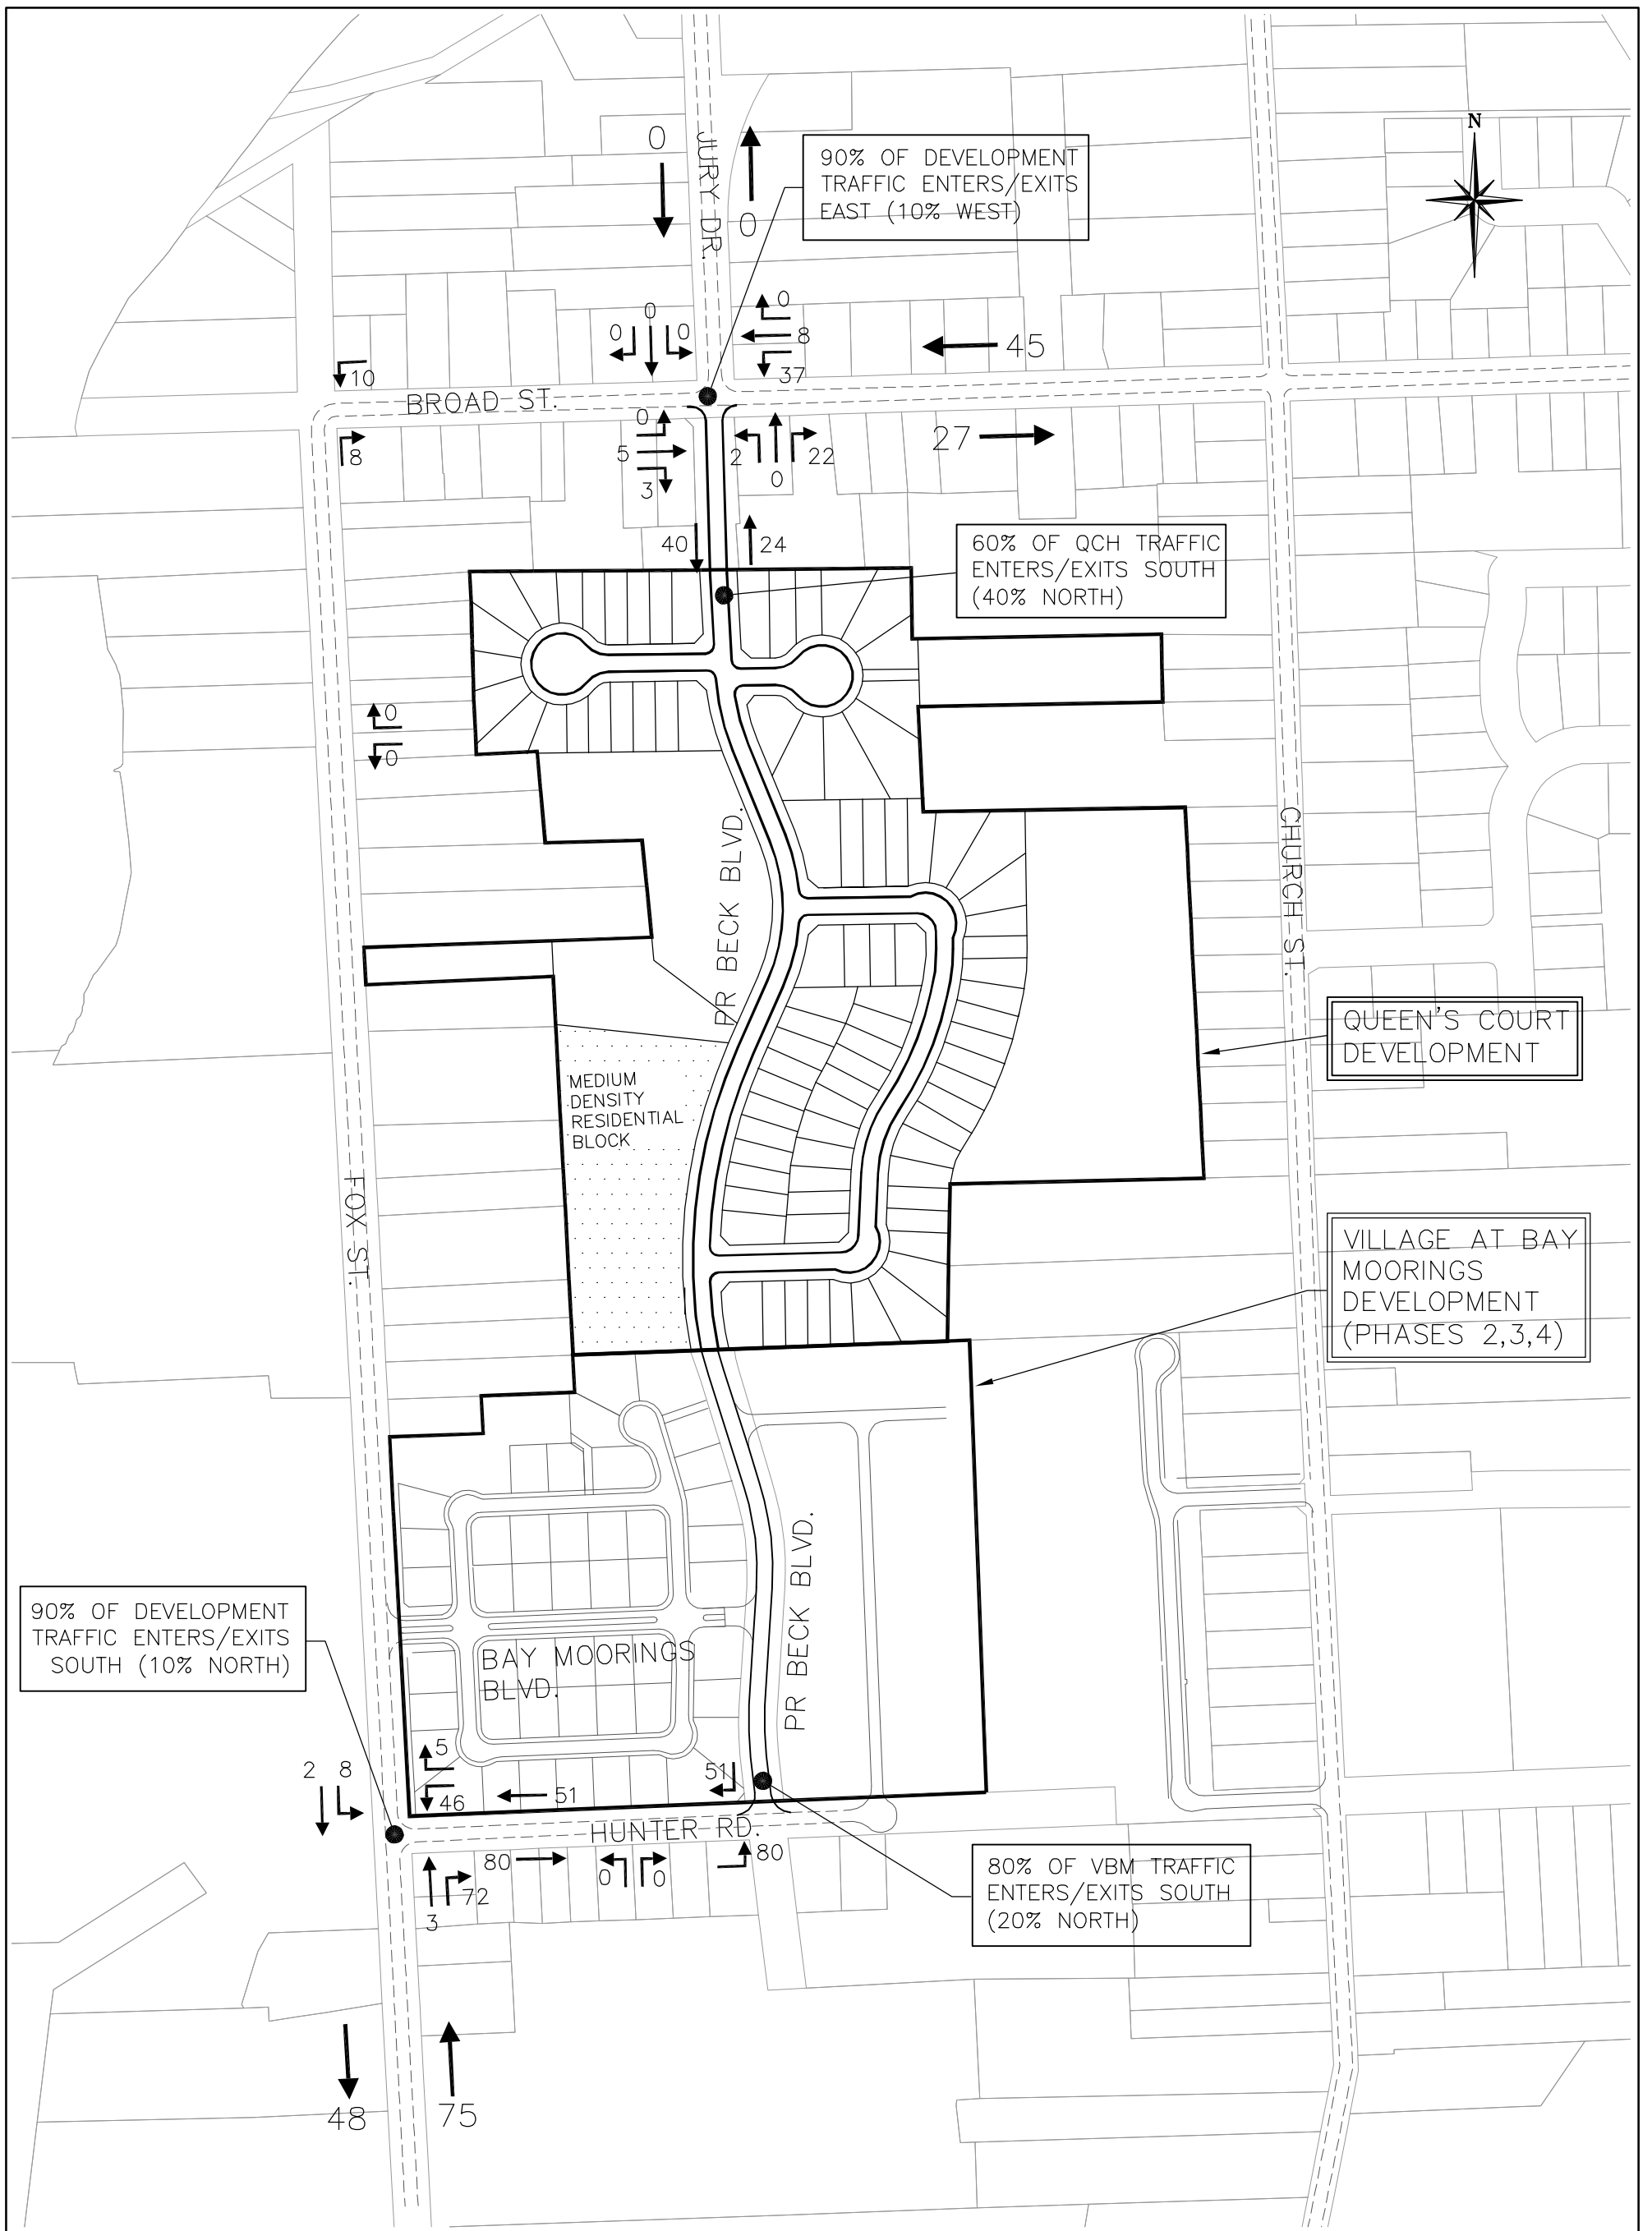 N
0
JURY DR.
0
90% OF DEVELOPMENT
TRAFFIC ENTERS/EXITS
EAST (10% WEST)
0
0
0
0
8
37
45
10
BROAD ST.
8
0
5
3
2
0
22
27
40
24
60% OF QCH TRAFFIC
ENTERS/EXITS SOUTH
(40% NORTH)
0
0
PR BECK BLVD.
CHURCH ST.
QUEEN'S COURT
DEVELOPMENT
MEDIUM
DENSITY
RESIDENTIAL
BLOCK
FOX ST.
VILLAGE AT BAY
MOORINGS
DEVELOPMENT
(PHASES 2,3,4)
PR BECK BLVD.
90% OF DEVELOPMENT
TRAFFIC ENTERS/EXITS
SOUTH (10% NORTH)
BAY MOORINGS
BLVD.
2
8
5
46
51
51
HUNTER RD.
80
0
0
80
3
72
80% OF VBM TRAFFIC
ENTERS/EXITS SOUTH
(20% NORTH)
48
75